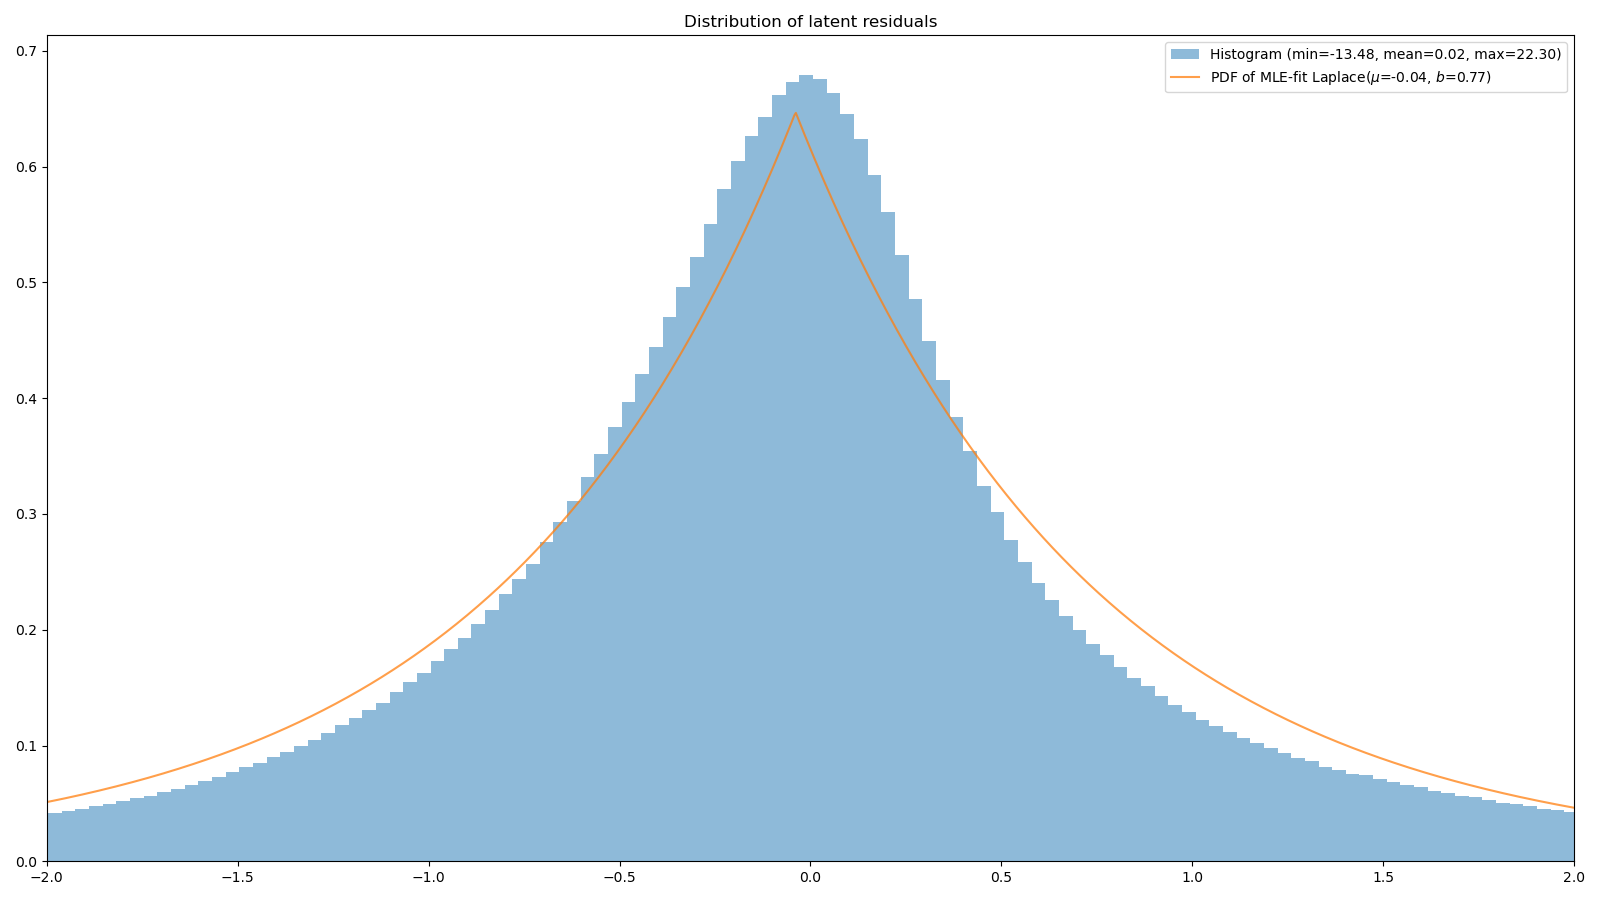 Distribution of latent residuals
Histogram (min=-13.48, mean=0.02, max=22.30)
PDF of MLE-fit Laplace(μ=-0.04, b=0.77)
0.7
0.6
0.5
0.4
0.3
0.2
0.1
0.0
−2.0 −1.5 −1.0 −0.5 0.0 0.5 1.0 1.5 2.0